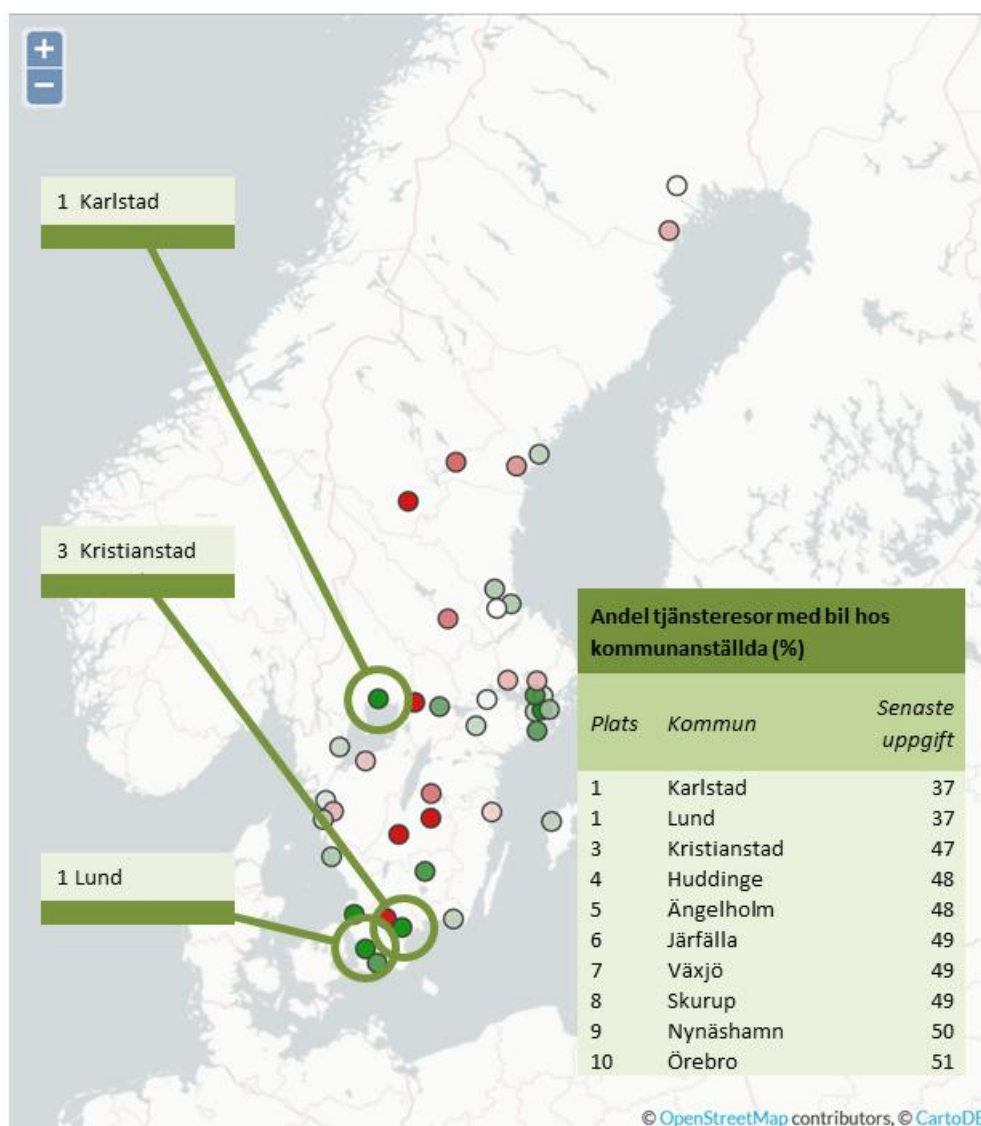 +
−
1 Karlstad
3 Kristianstad
1 Lund
Andel tjänsteresor med bil hos
kommunanställda (%)
Plats Kommun Senaste
uppgift
1 Karlstad 37
1 Lund 37
3 Kristianstad 47
4 Huddinge 48
5 Ängelholm 48
6 Järfälla 49
7 Växjö 49
8 Skurup 49
9 Nynäshamn 50
10 Örebro 51
© OpenStreetMap contributors, © CartoDB